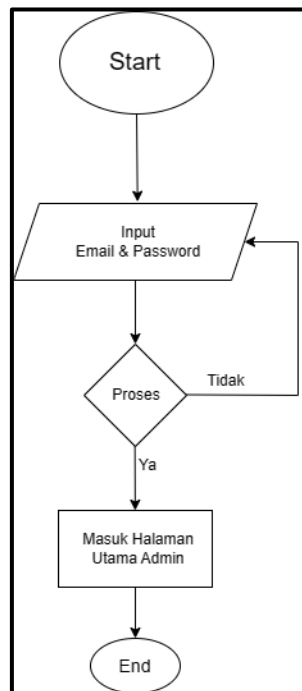 Start
Input
Email & Password
Proses
Tidak
Ya
Masuk Halaman
Utama Admin
End